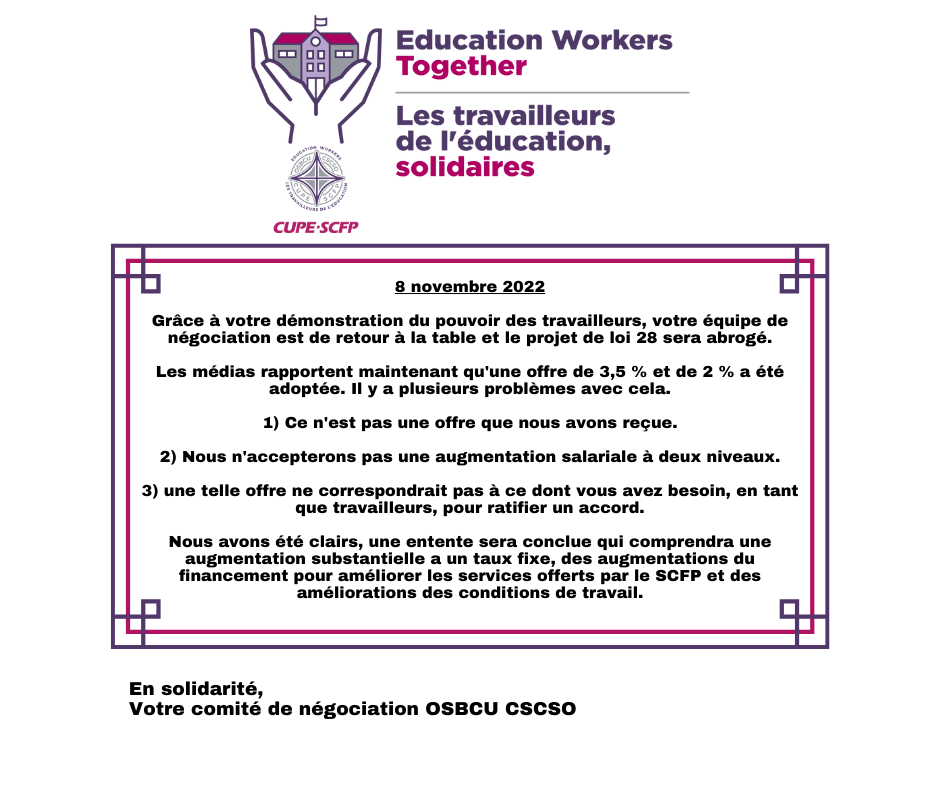 Education Workers
Together
Les travailleurs
de l'éducation,
solidaires
EDUCATION WORKERS
OSBCU CSCSO
CUPE SCFP
LES TRAVAILLEURS DE L'ÉDUCATION
CUPE·SCFP
8 novembre 2022
Grâce à votre démonstration du pouvoir des travailleurs, votre équipe de
négociation est de retour à la table et le projet de loi 28 sera abrogé.
Les médias rapportent maintenant qu'une offre de 3,5 % et de 2 % a été
adoptée. Il y a plusieurs problèmes avec cela.
1) Ce n'est pas une offre que nous avons reçue.
2) Nous n'accepterons pas une augmentation salariale à deux niveaux.
3) une telle offre ne correspondrait pas à ce dont vous avez besoin, en tant
que travailleurs, pour ratifier un accord.
Nous avons été clairs, une entente sera conclue qui comprendra une
augmentation substantielle a un taux fixe, des augmentations du
financement pour améliorer les services offerts par le SCFP et des
améliorations des conditions de travail.
En solidarité,
Votre comité de négociation OSBCU CSCSO